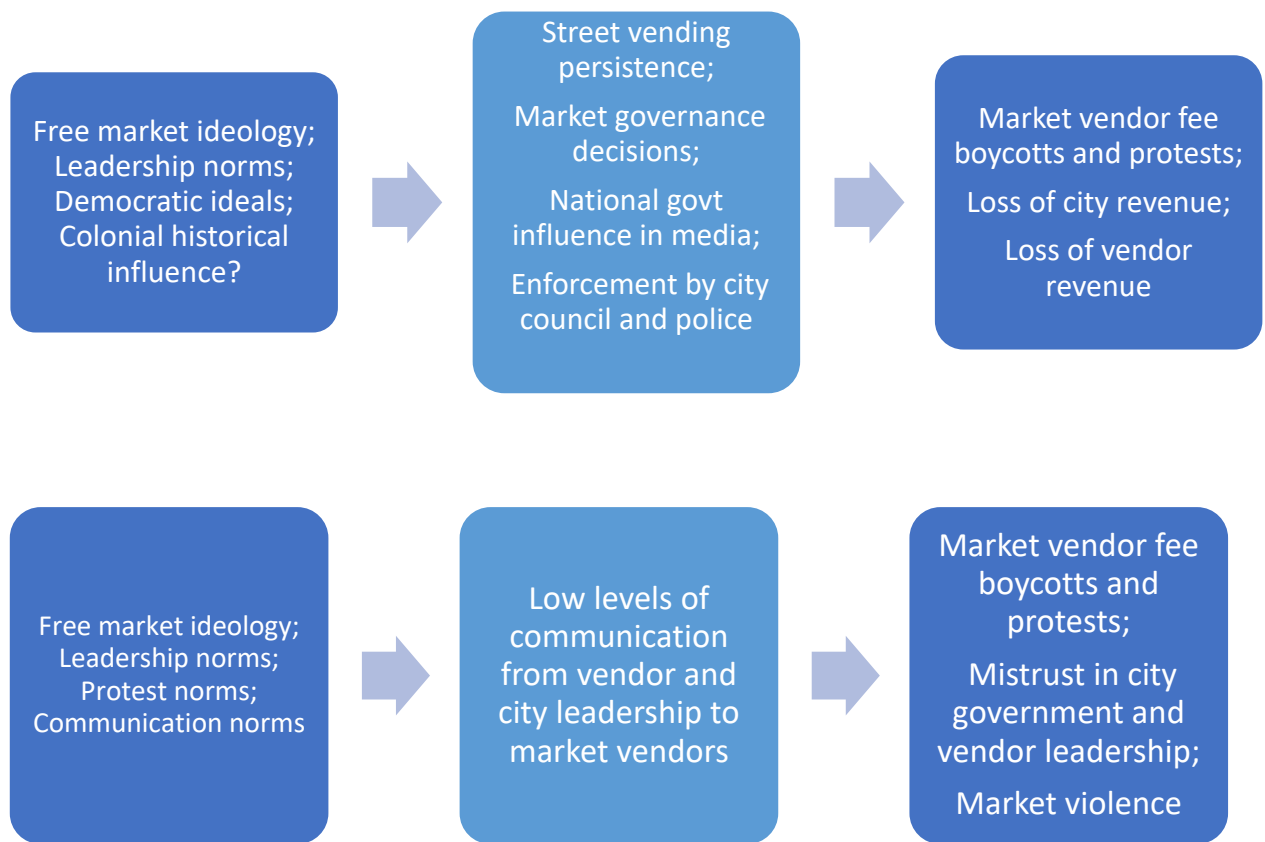 Free market ideology;
Leadership norms;
Democratic ideals;
Colonial historical
influence?
Street vending
persistence;
Market governance
decisions;
National govt
influence in media;
Enforcement by city
council and police
Market vendor fee
boycotts and protests;
Loss of city revenue;
Loss of vendor
revenue
Free market ideology;
Leadership norms;
Protest norms;
Communication norms
Low levels of
communication
from vendor and
city leadership to
market vendors
Market vendor fee
boycotts and
protests;
Mistrust in city
government and
vendor leadership;
Market violence